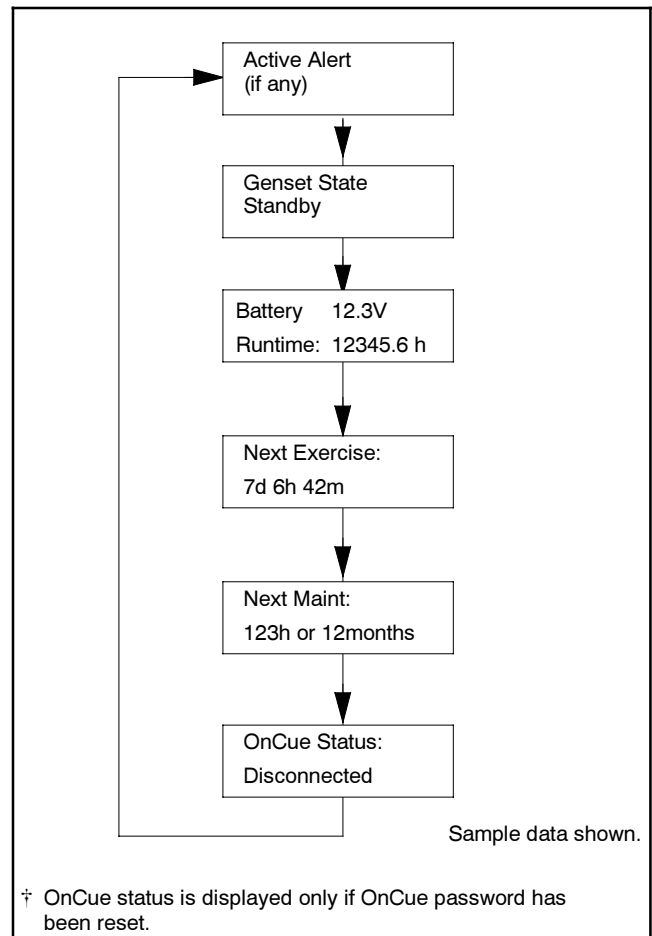 Active Alert
(if any)
Genset State
Standby
Battery 12.3V
Runtime: 12345.6 h
Next Exercise:
7d 6h 42m
Next Maint:
123h or 12months
OnCue Status:
Disconnected
Sample data shown.
† OnCue status is displayed only if OnCue password has
been reset.